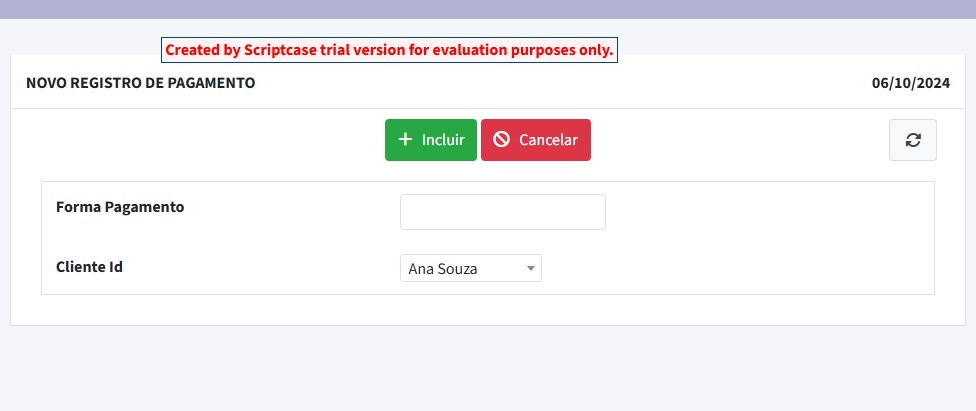 Created by Scriptcase trial version for evaluation purposes only.
NOVO REGISTRO DE PAGAMENTO 06/10/2024
Incluir Cancelar
Forma Pagamento
Cliente Id Ana Souza